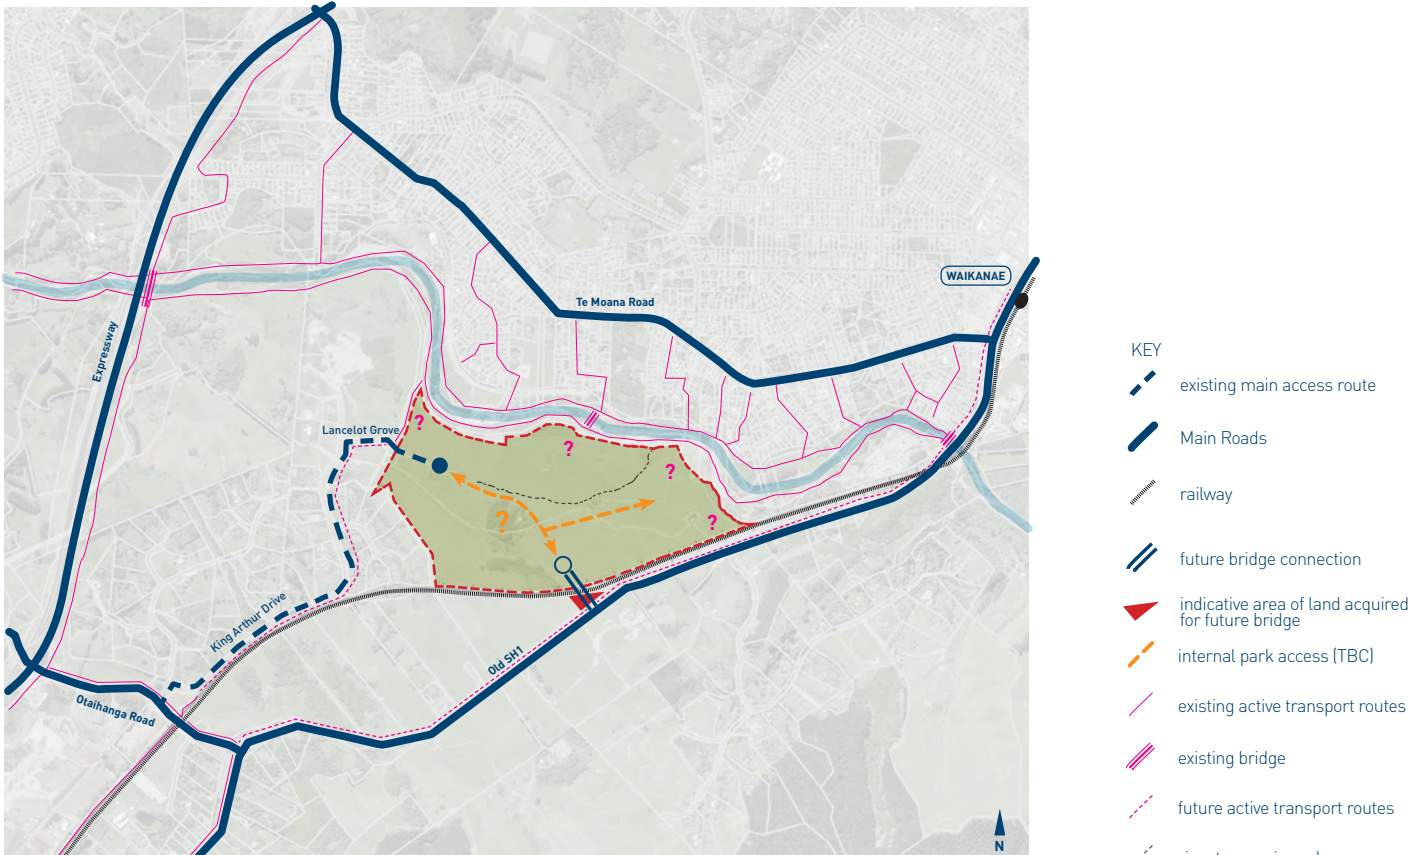 WAIKANAE
Te Moana Road
Expressway
Lancelot Grove
?
?
?
?
?
King Arthur Drive
Old SH1
Otaihanga Road
N
KEY
existing main access route
Main Roads
railway
future bridge connection
indicative area of land acquired
for future bridge
internal park access (TBC)
existing active transport routes
existing bridge
future active transport routes